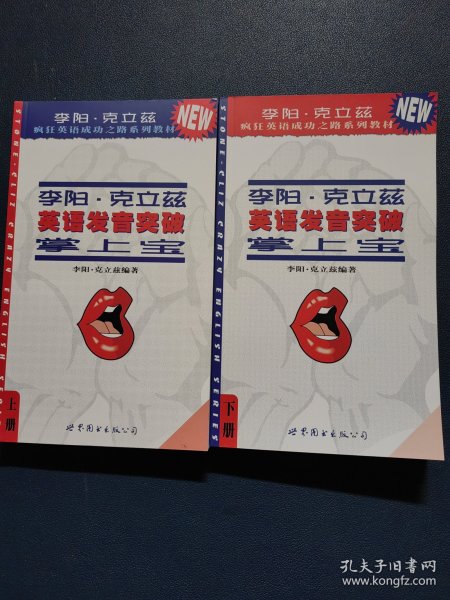 李阳·克立兹
疯狂英语成功之路系列教材
NEW
STONE·CLIZ CRAZY ENGLISH SERIES
李阳·克立兹
英语发音突破
掌上宝
李阳·克立兹编著
上册
世界图书出版公司
李阳·克立兹
疯狂英语成功之路系列教材
NEW
STONE·CLIZ CRAZY ENGLISH SERIES
李阳·克立兹
英语发音突破
掌上宝
李阳·克立兹编著
下册
世界图书出版公司
孔夫子旧书网
www.kongfz.com